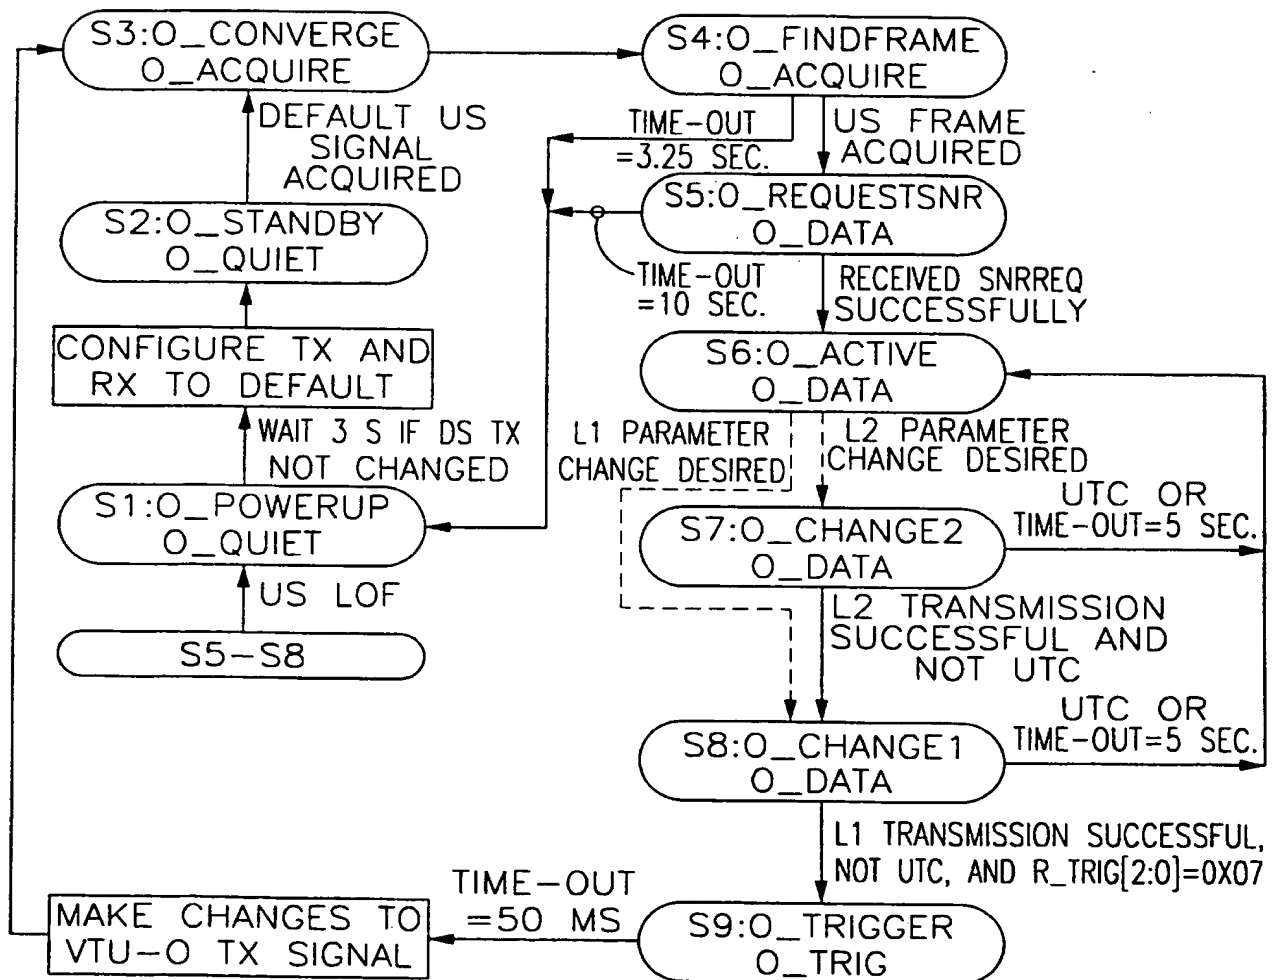 S3:O_CONVERGE
O_ACQUIRE
S4:O_FINDFRAME
O_ACQUIRE
DEFAULT US
SIGNAL
ACQUIRED
TIME-OUT
=3.25 SEC.
US FRAME
ACQUIRED
S2:O_STANDBY
O_QUIET
S5:O_REQUESTSNR
O_DATA
TIME-OUT
=10 SEC.
RECEIVED SNRREQ
SUCCESSFULLY
CONFIGURE TX AND
RX TO DEFAULT
S6:O_ACTIVE
O_DATA
WAIT 3 S IF DS TX
NOT CHANGED
L1 PARAMETER
CHANGE DESIRED
L2 PARAMETER
CHANGE DESIRED
S1:O_POWERUP
O_QUIET
UTC OR
TIME-OUT=5 SEC.
S7:O_CHANGE2
O_DATA
US LOF
L2 TRANSMISSION
SUCCESSFUL AND
NOT UTC
S5-S8
UTC OR
TIME-OUT=5 SEC.
S8:O_CHANGE1
O_DATA
L1 TRANSMISSION SUCCESSFUL,
NOT UTC, AND R_TRIG[2:0]=0X07
TIME-OUT
=50 MS
MAKE CHANGES TO
VTU-O TX SIGNAL
S9:O_TRIGGER
O_TRIG